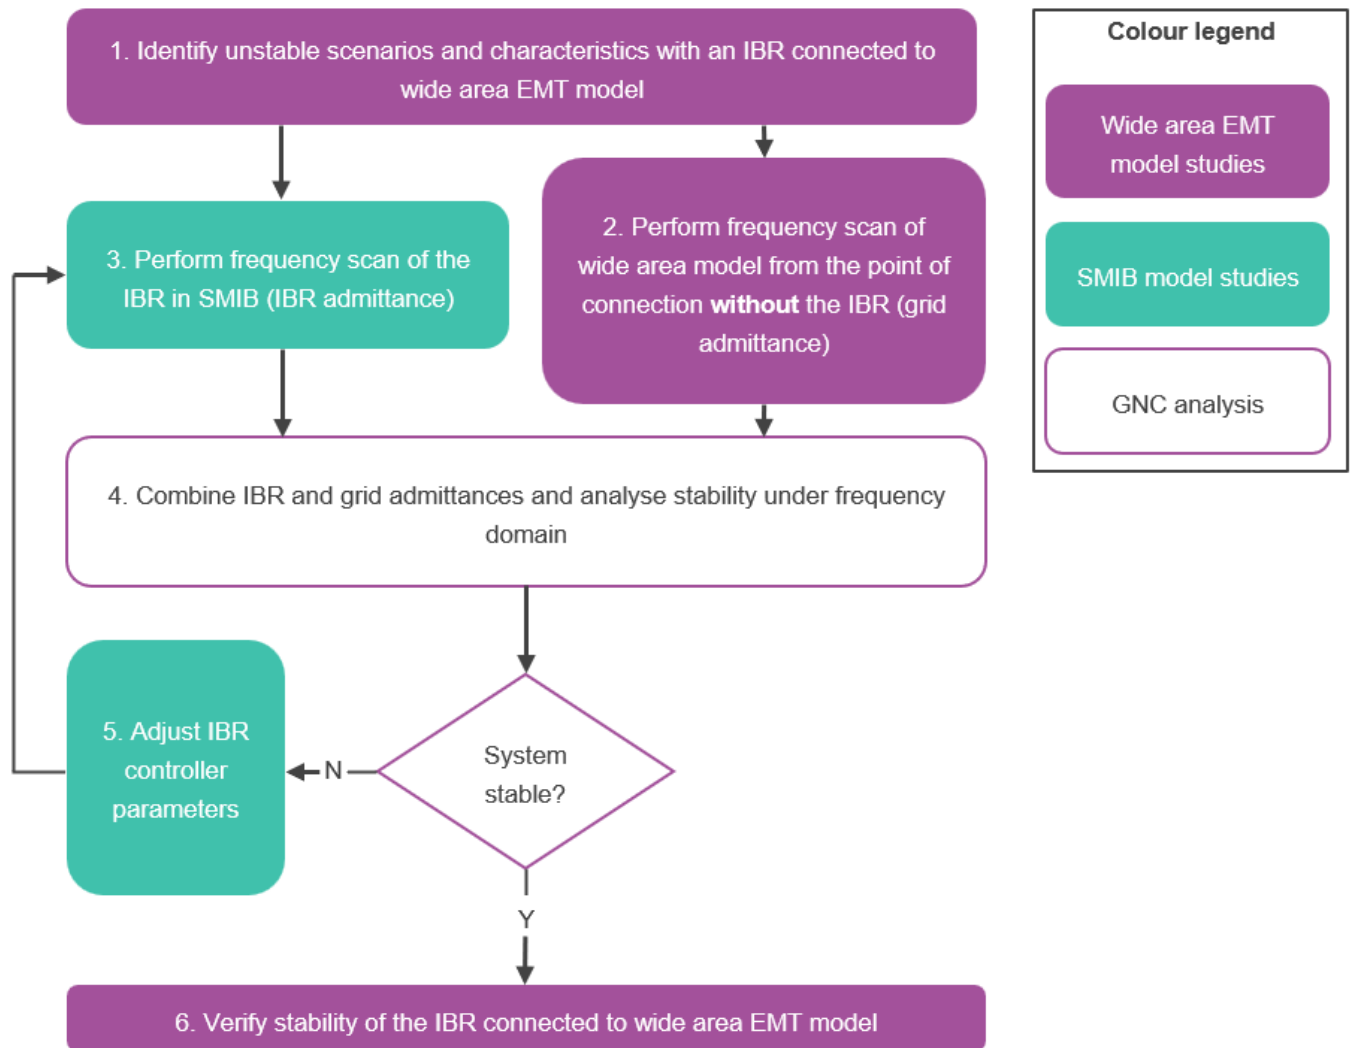 1. Identify unstable scenarios and characteristics with an IBR connected to
wide area EMT model
2. Perform frequency scan of
wide area model from the point of
connection without the IBR (grid
admittance)
3. Perform frequency scan of the
IBR in SMIB (IBR admittance)
4. Combine IBR and grid admittances and analyse stability under frequency
domain
System
stable?
N
5. Adjust IBR
controller
parameters
Y
6. Verify stability of the IBR connected to wide area EMT model
Colour legend
Wide area EMT
model studies
SMIB model studies
GNC analysis